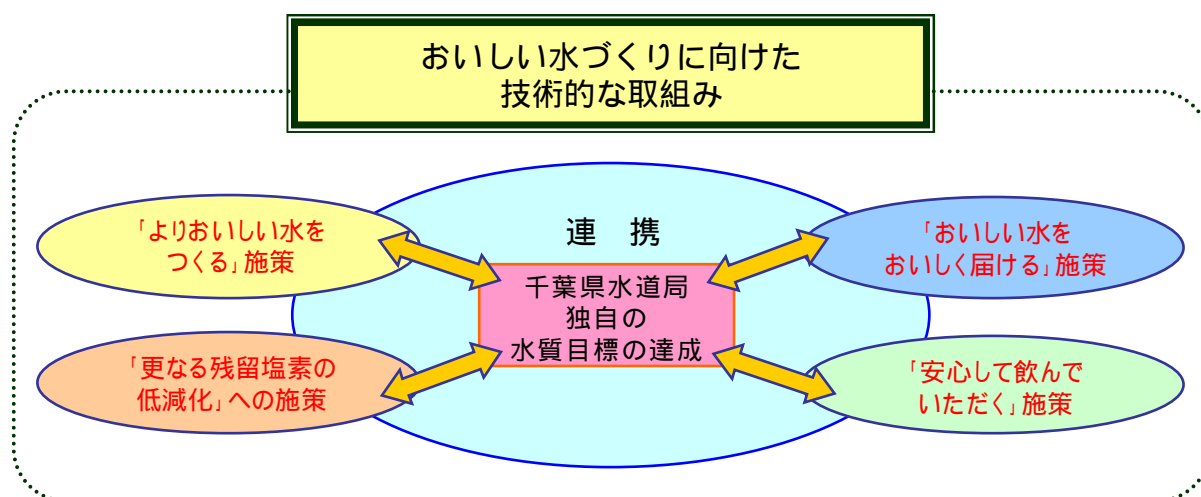 おいしい水づくりに向けた
技術的な取組み
連 携
「よりおいしい水を
つくる」施策
「おいしい水を
おいしく届ける」施策
千葉県水道局
独自の
水質目標の達成
「更なる残留塩素の
低減化」への施策
「安心して飲んで
いただく」施策